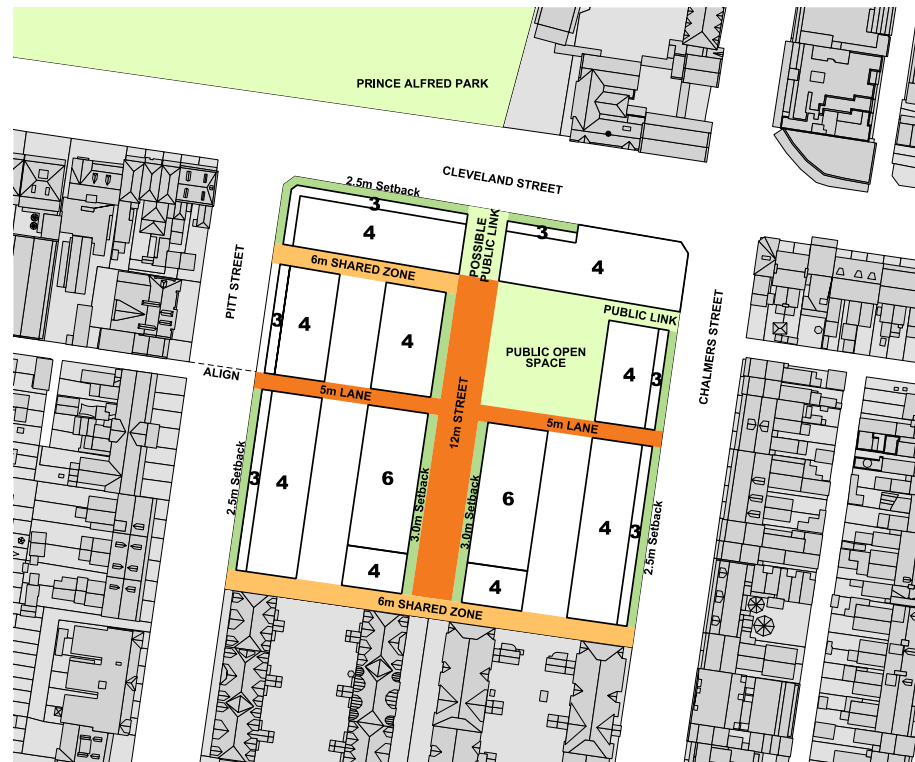 PRINCE ALFRED PARK
CLEVELAND STREET
2.5m Setback
3
4
POSSIBLE
PUBLIC LINK
3
4
6m SHARED ZONE
PITT STREET
3
4
4
PUBLIC LINK
PUBLIC OPEN
SPACE
4
3
CHALMERS STREET
ALIGN
5m LANE
12m STREET
5m LANE
2.5m Setback
3
4
6
3.0m Setback
3.0m Setback
6
4
3
2.5m Setback
4
4
6m SHARED ZONE